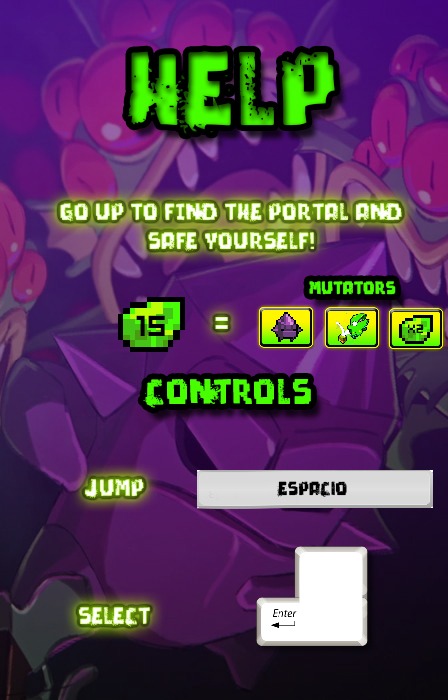 HELP
GO UP TO FIND THE PORTAL AND
SAFE YOURSELF!
MUTATORS
15 = x2
CONTROLS
JUMP ESPACIO
SELECT Enter